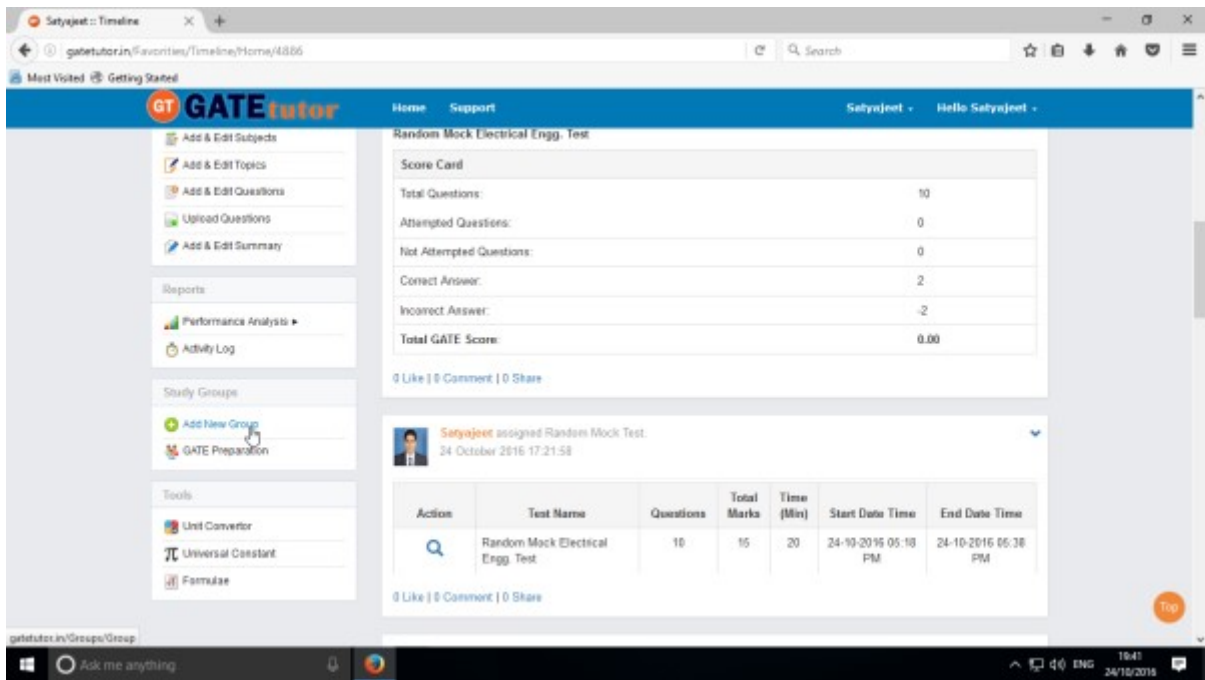 Satyajeet :: Timeline
gatetutor.in/Favorities/Timeline/Home/4886
Search
Most Visited Getting Started
GT GATEtutor Home Support Satyajeet Hello Satyajeet
Add & Edit Subjects
Add & Edit Topics
Add & Edit Questions
Upload Questions
Add & Edit Summary
Reports
Performance Analysis
Activity Log
Study Groups
Add New Group
GATE Preparation
Tools
Unit Convertor
Universal Constant
Formulae
Random Mock Electrical Engg. Test
Score Card
Total Questions: 10
Attempted Questions: 0
Not Attempted Questions: 0
Correct Answer: 2
Incorrect Answer: -2
Total GATE Score: 0.00
0 Like | 0 Comment | 0 Share
Satyajeet assigned Random Mock Test.
24 October 2016 17:21:58
Action Test Name Questions Total Marks Time (Min) Start Date Time End Date Time
Random Mock Electrical 10 15 20 24-10-2016 05:18 24-10-2016 05:38
Engg. Test PM PM
0 Like | 0 Comment | 0 Share
Top
gatetutor.in/Groups/Group
Ask me anything
ENG
19:41
24/10/2016